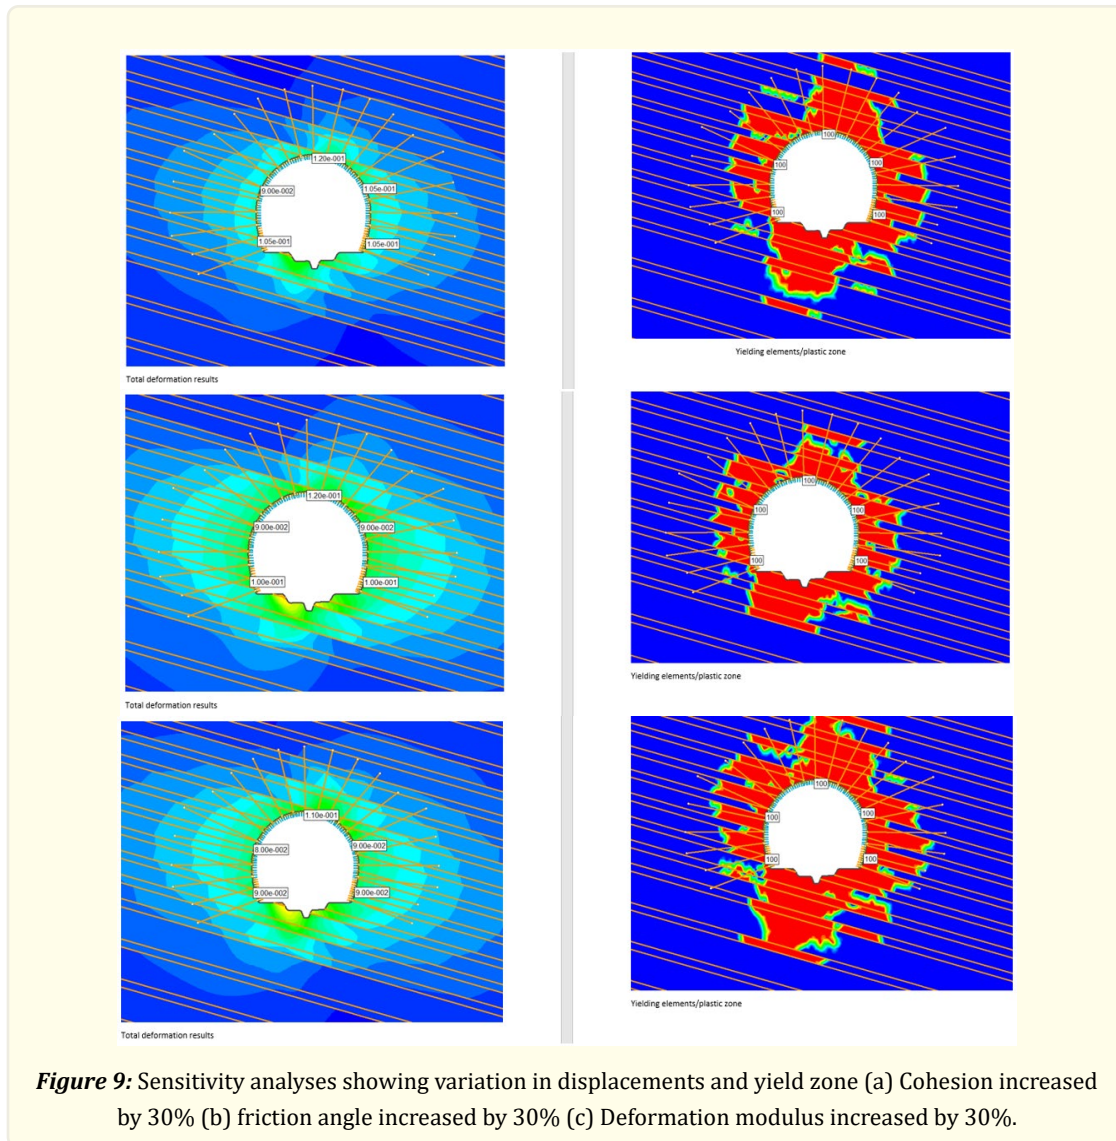 1.20e-001
9.00e-002
1.05e-001
1.05e-001
1.05e-001
Total deformation results
100
100
100
100
100
Yielding elements/plastic zone
1.20e-001
9.00e-002
9.00e-002
1.00e-001
1.00e-001
Total deformation results
100
100
100
100
100
Yielding elements/plastic zone
1.10e-001
8.00e-002
9.00e-002
9.00e-002
9.00e-002
Total deformation results
100
100
100
100
100
Yielding elements/plastic zone
Figure 9: Sensitivity analyses showing variation in displacements and yield zone (a) Cohesion increased
by 30% (b) friction angle increased by 30% (c) Deformation modulus increased by 30%.